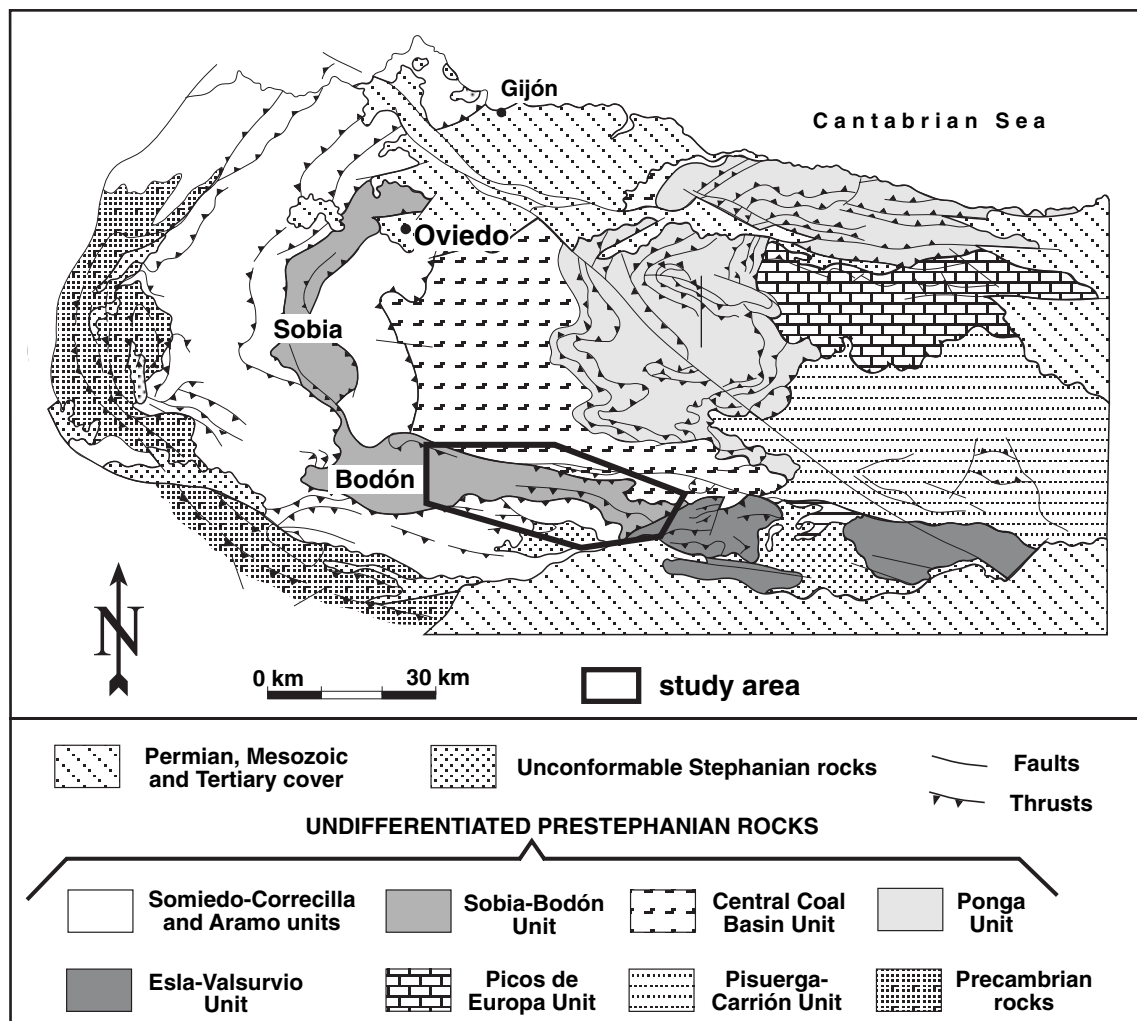 Gijón
Cantabrian Sea
Oviedo
Sobia
Bodón
N
0 km 30 km
study area
Permian, Mesozoic
and Tertiary cover
Unconformable Stephanian rocks
Faults
Thrusts
UNDIFFERENTIATED PRESTEPHANIAN ROCKS
Somiedo-Correcilla
and Aramo units
Sobia-Bodón
Unit
Central Coal
Basin Unit
Ponga
Unit
Esla-Valsurvio
Unit
Picos de
Europa Unit
Pisuerga-
Carrión Unit
Precambrian
rocks